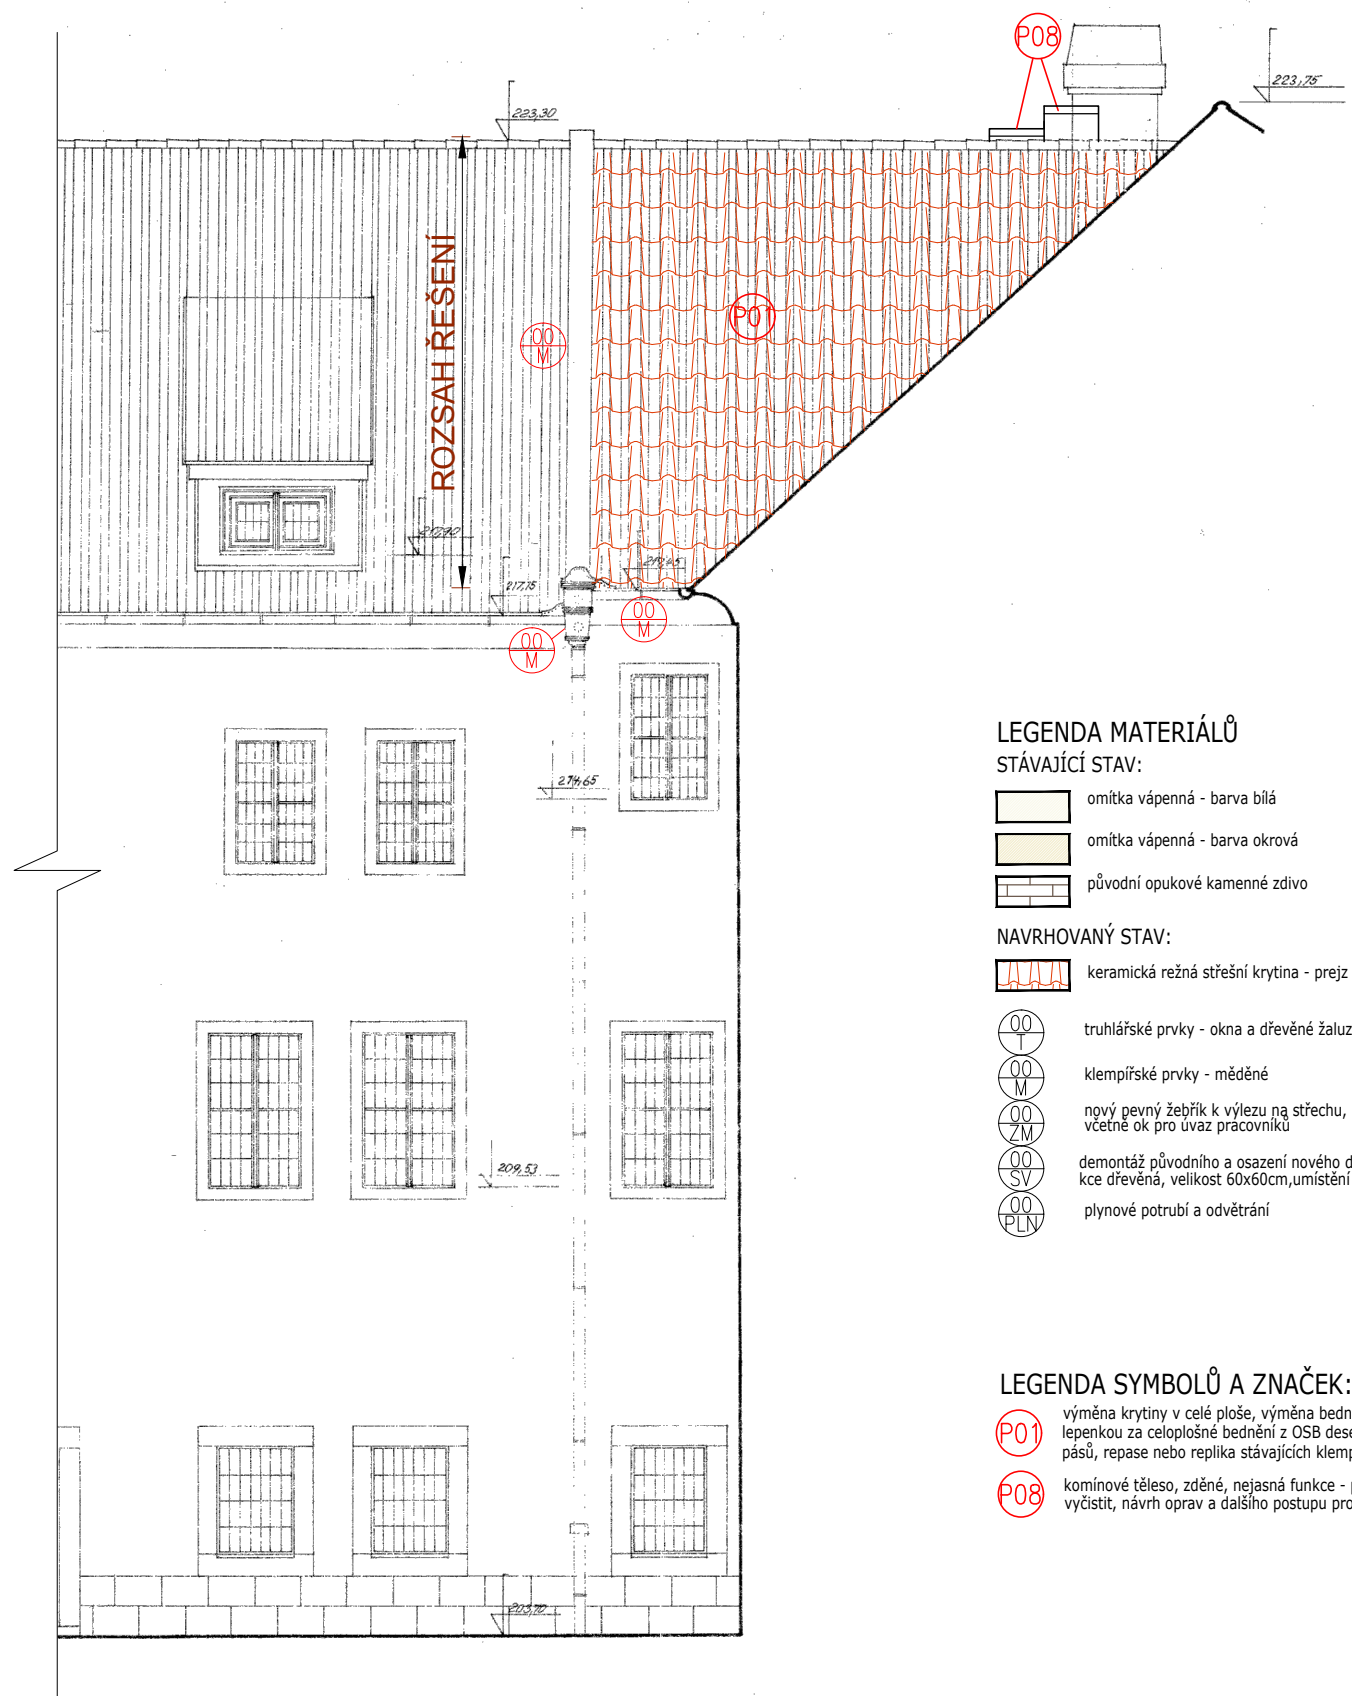 P08
223,75
223,30
ROZSAH ŘEŠENÍ
00
M
P01
217,90
217,15
00
M
00
M
214,65
209,53
203,70
LEGENDA MATERIÁLŮ
STÁVAJÍCÍ STAV:
omítka vápenná - barva bílá
omítka vápenná - barva okrová
původní opukové kamenné zdivo
NAVRHOVANÝ STAV:
keramická režná střešní krytina - prejz
00
T
truhlářské prvky - okna a dřevěné žaluz
00
M
klempířské prvky - měděné
00
ZM
nový pevný žebřík k výlezu na střechu,
včetně ok pro úvaz pracovníků
00
SV
demontáž původního a osazení nového d
kce dřevěná, velikost 60x60cm,umístění
00
PLN
plynové potrubí a odvětrání
LEGENDA SYMBOLŮ A ZNAČEK:
P01
výměna krytiny v celé ploše, výměna bedn
lepenkou za celoplošné bednění z OSB dese
pásů, repase nebo replika stávajících klemp
P08
komínové těleso, zděné, nejasná funkce - p
vyčistit, návrh oprav a dalšího postupu pro